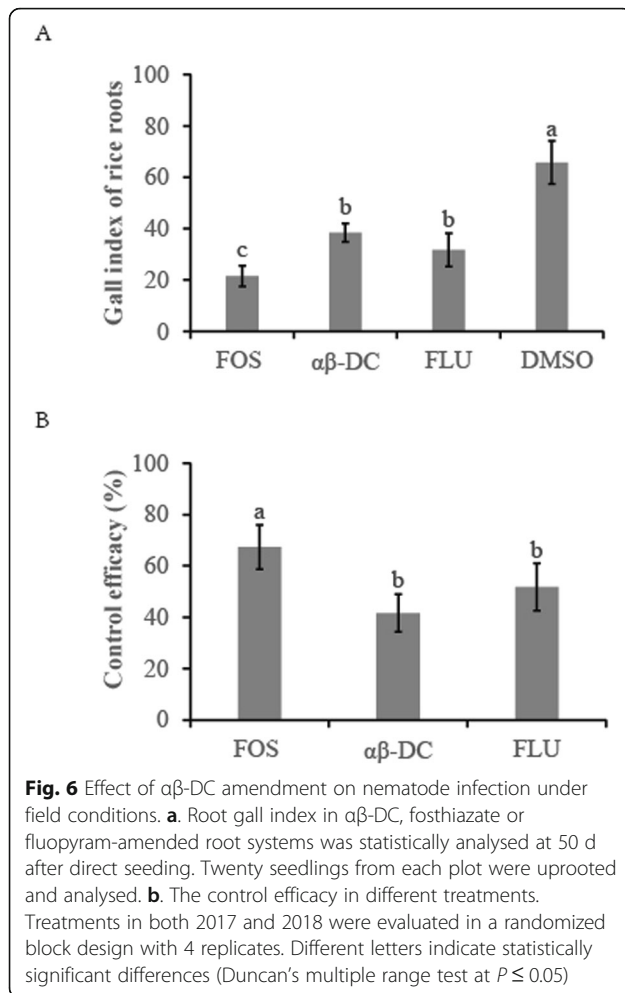 A
100
80
60
40
20
0
Gall index of rice roots
c
b
b
a
FOS αβ-DC FLU DMSO
B
100
80
60
40
20
0
Control efficacy (%)
a
b
b
FOS αβ-DC FLU
Fig. 6 Effect of αβ-DC amendment on nematode infection under
field conditions. a. Root gall index in αβ-DC, fosthiazate or
fluopyram-amended root systems was statistically analysed at 50 d
after direct seeding. Twenty seedlings from each plot were uprooted
and analysed. b. The control efficacy in different treatments.
Treatments in both 2017 and 2018 were evaluated in a randomized
block design with 4 replicates. Different letters indicate statistically
significant differences (Duncan's multiple range test at P ≤ 0.05)